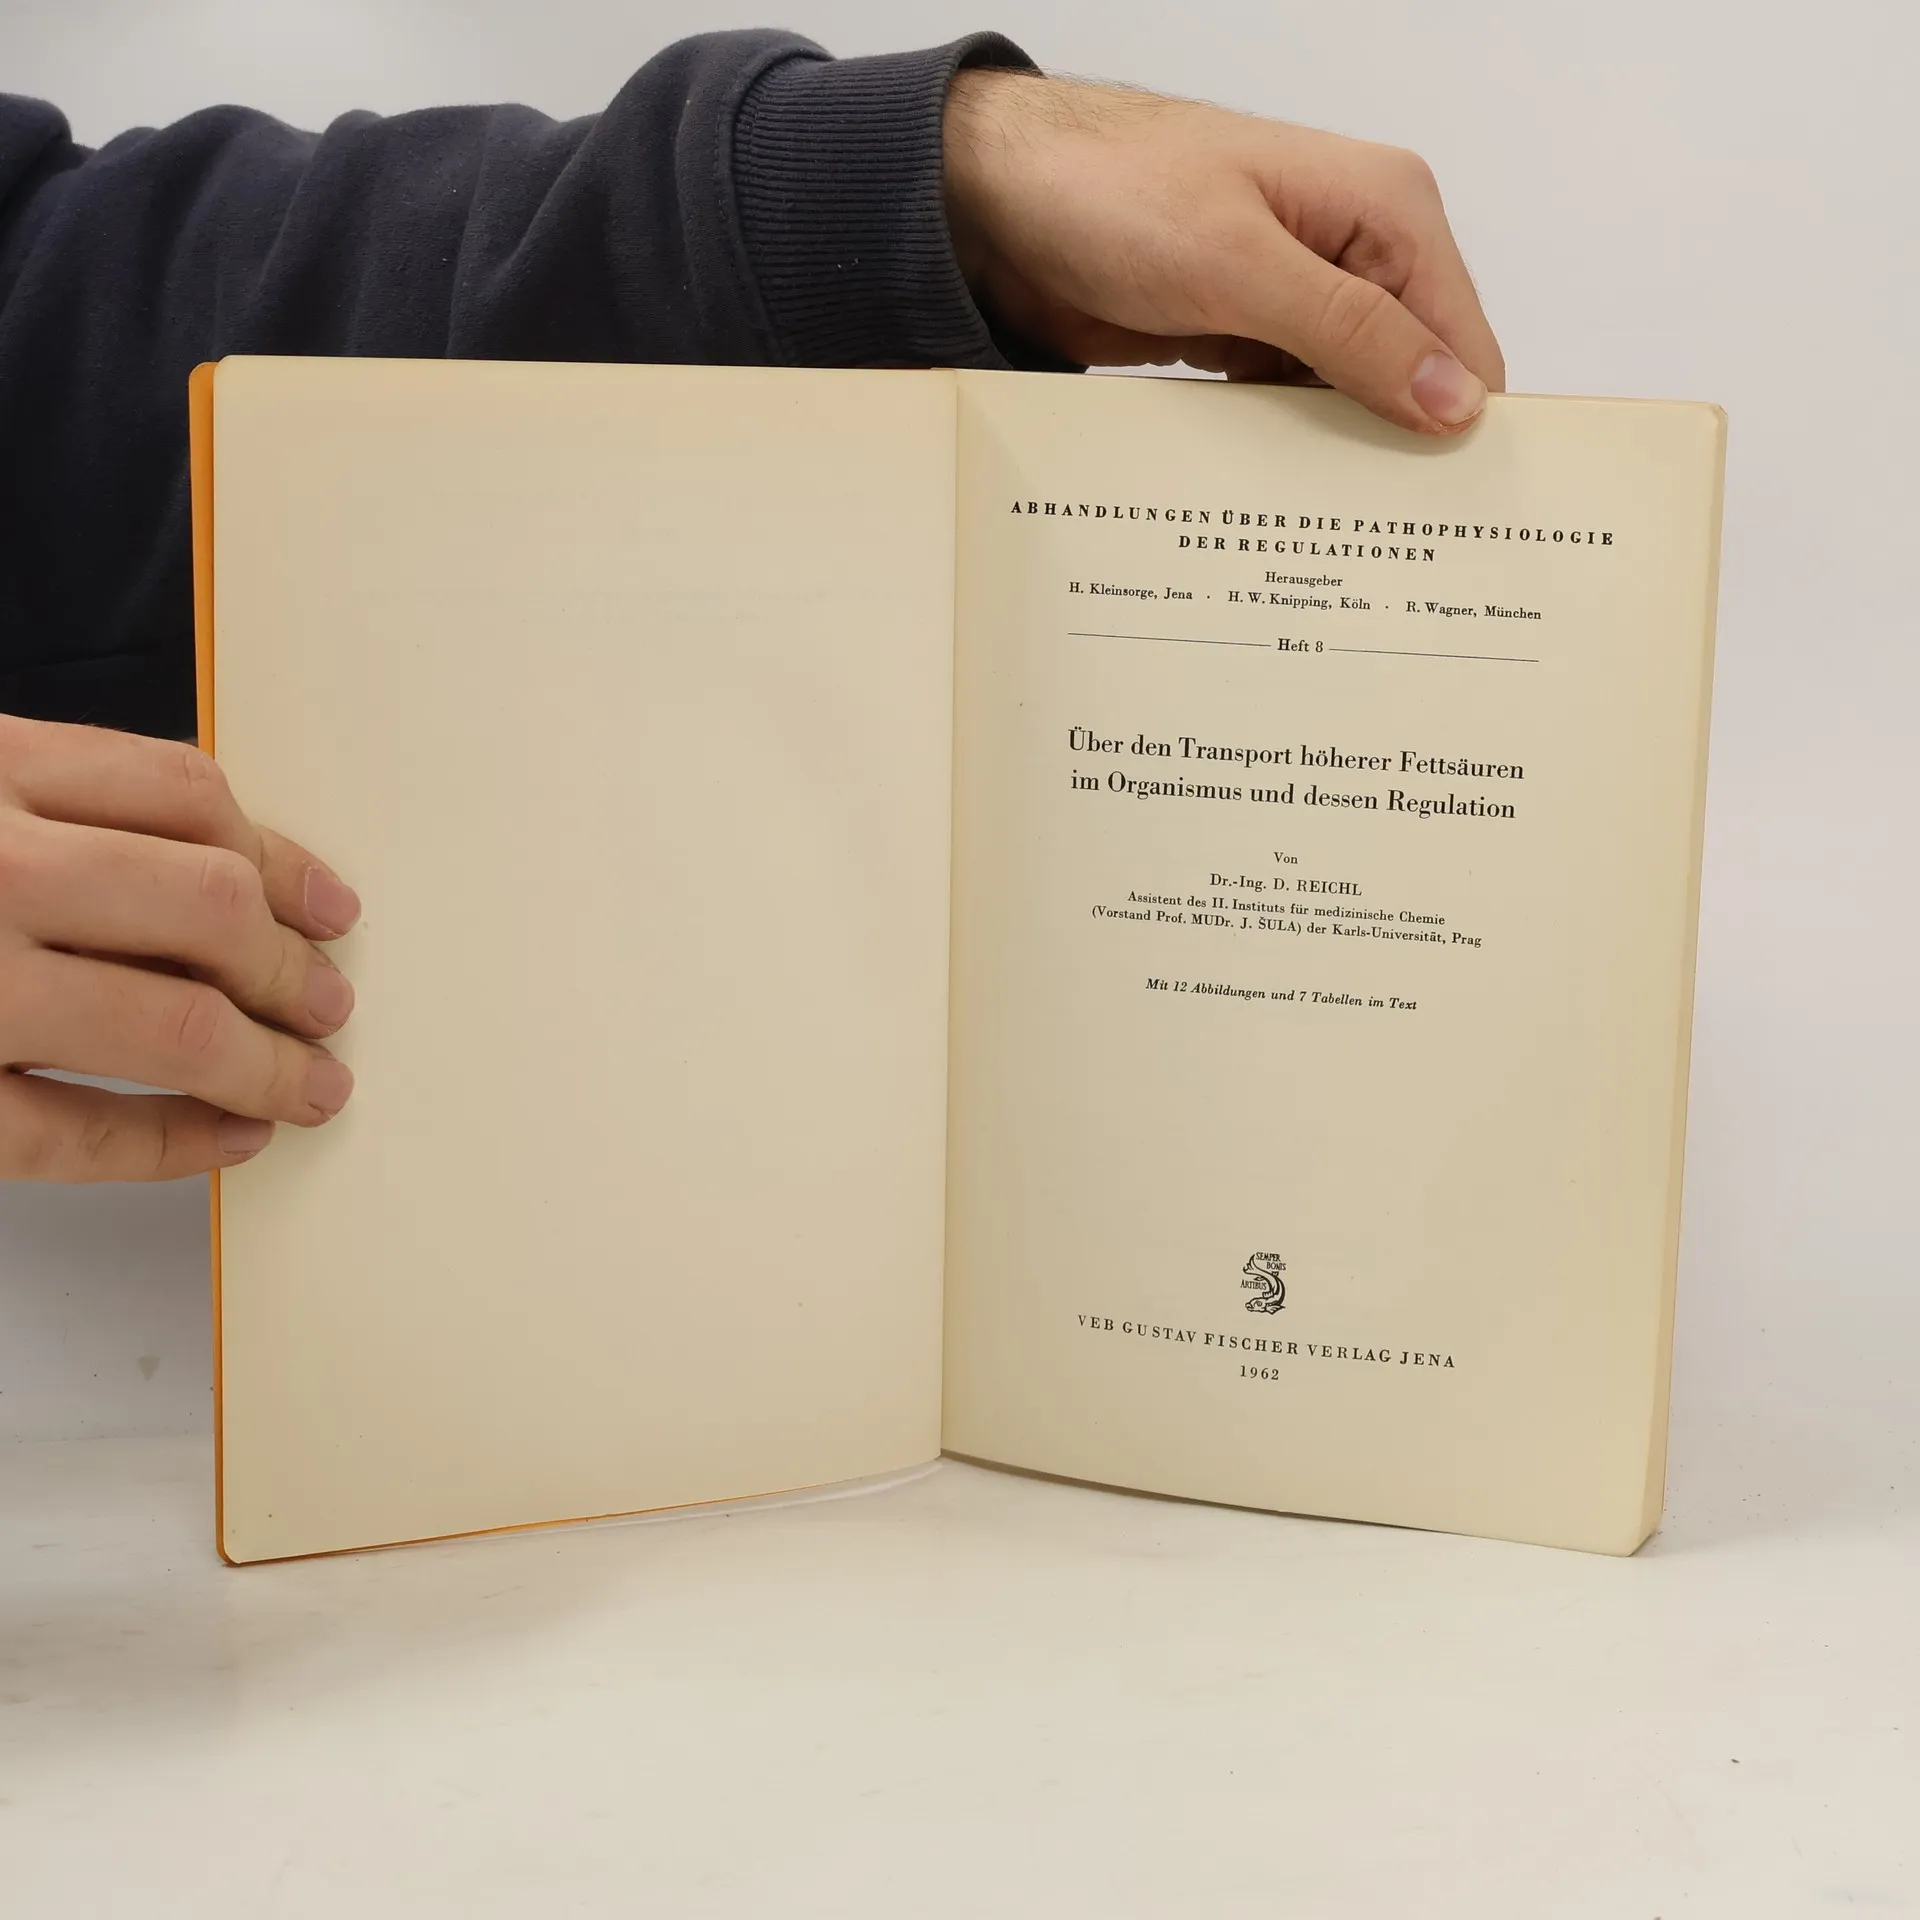 ABHANDLUNGEN ÜBER DIE PATHOPHYSIOLOGIE
DER REGULATIONEN
Herausgeber
H. Kleinsorge, Jena · H. W. Knipping, Köln · R. Wagner, München
Heft 8
Über den Transport höherer Fettsäuren
im Organismus und dessen Regulation
Von
Dr.-Ing. D. REICHL
Assistent des II. Instituts für medizinische Chemie
(Vorstand Prof. MUDr. J. ŠULA) der Karls-Universität, Prag
Mit 12 Abbildungen und 7 Tabellen im Text
SEMPER
BONIS
ARTIBUS
VEB GUSTAV FISCHER VERLAG JENA
1962